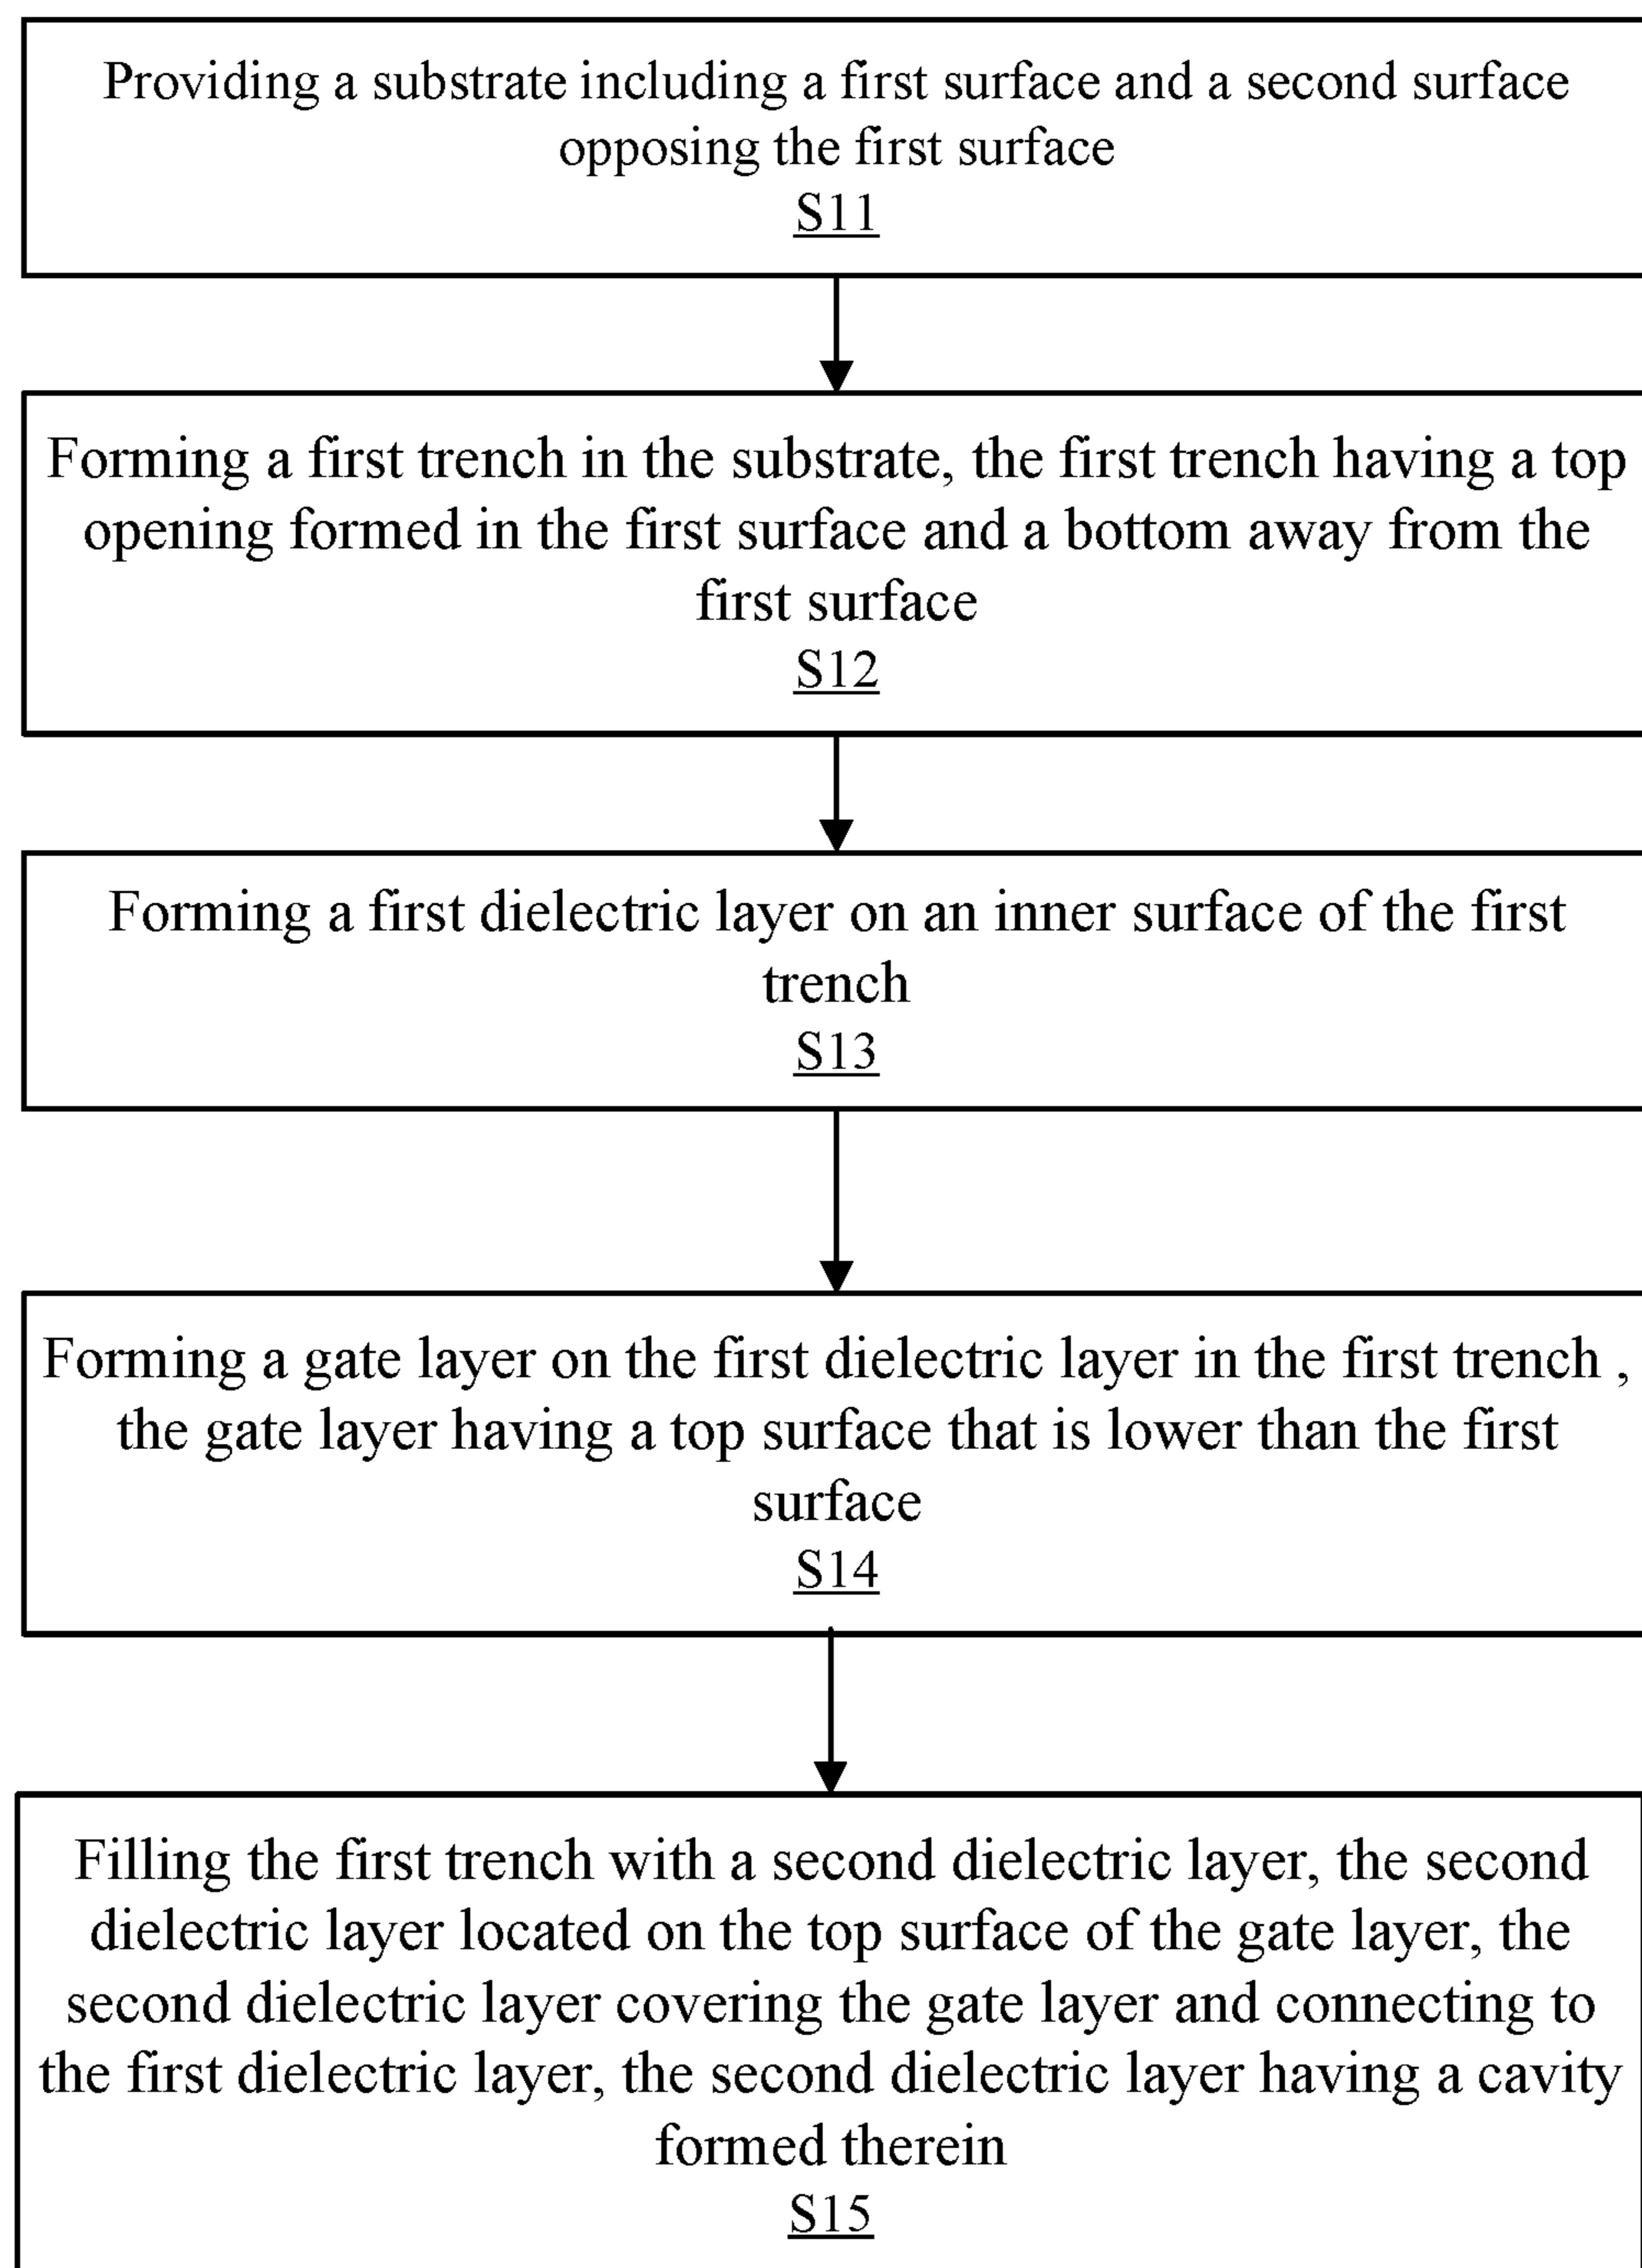 Providing a substrate including a first surface and a second surface
opposing the first surface
S11
Forming a first trench in the substrate, the first trench having a top
opening formed in the first surface and a bottom away from the
first surface
S12
Forming a first dielectric layer on an inner surface of the first
trench
S13
Forming a gate layer on the first dielectric layer in the first trench ,
the gate layer having a top surface that is lower than the first
surface
S14
Filling the first trench with a second dielectric layer, the second
dielectric layer located on the top surface of the gate layer, the
second dielectric layer covering the gate layer and connecting to
the first dielectric layer, the second dielectric layer having a cavity
formed therein
S15